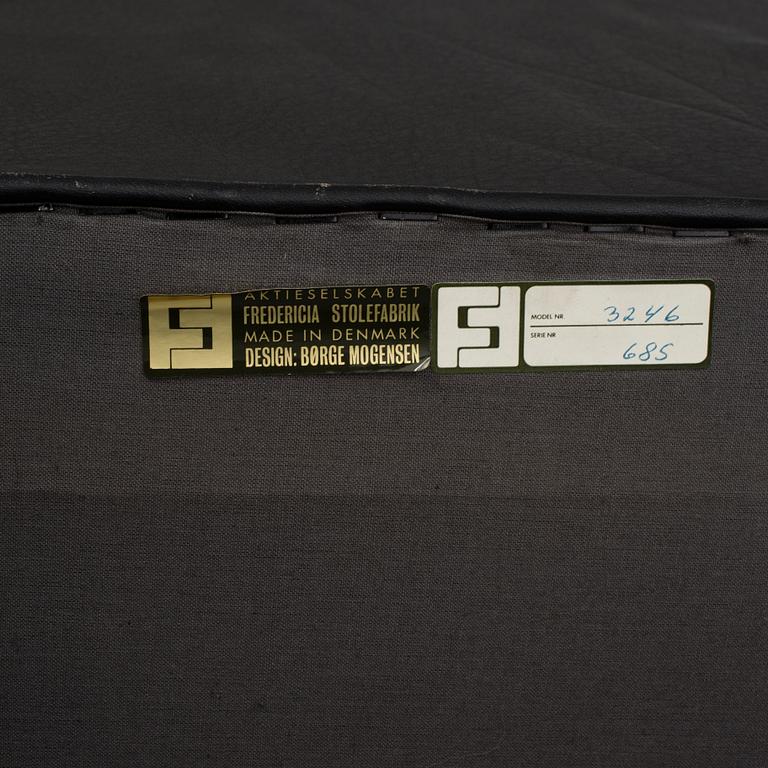 AKTIESELSKABET
FREDERICIA STOLEFABRIK
MADE IN DENMARK
DESIGN: BØRGE MOGENSEN
MODEL NR. 3246
SERIE NR 685